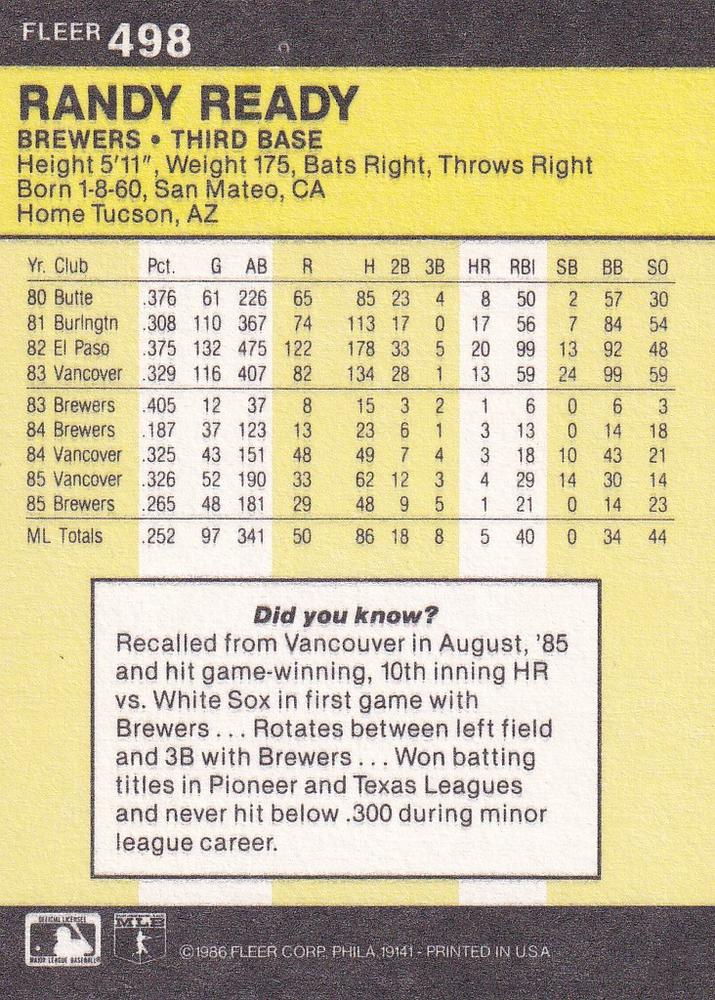 FLEER 498
RANDY READY
BREWERS • THIRD BASE
Height 5'11", Weight 175, Bats Right, Throws Right
Born 1-8-60, San Mateo, CA
Home Tucson, AZ
Yr. Club Pct. G AB R H 2B 3B HR RBI SB BB SO
80 Butte .376 61 226 65 85 23 4 8 50 2 57 30
81 Burlngtn .308 110 367 74 113 17 0 17 56 7 84 54
82 El Paso .375 132 475 122 178 33 5 20 99 13 92 48
83 Vancover .329 116 407 82 134 28 1 13 59 24 99 59
83 Brewers .405 12 37 8 15 3 2 1 6 0 6 3
84 Brewers .187 37 123 13 23 6 1 3 13 0 14 18
84 Vancover .325 43 151 48 49 7 4 3 18 10 43 21
85 Vancover .326 52 190 33 62 12 3 4 29 14 30 14
85 Brewers .265 48 181 29 48 9 5 1 21 0 14 23
ML Totals .252 97 341 50 86 18 8 5 40 0 34 44
Did you know?
Recalled from Vancouver in August, '85
and hit game-winning, 10th inning HR
vs. White Sox in first game with
Brewers . . . Rotates between left field
and 3B with Brewers . . . Won batting
titles in Pioneer and Texas Leagues
and never hit below .300 during minor
league career.
OFFICIAL LICENSEE
MAJOR LEAGUE BASEBALL
©1986 FLEER CORP. PHILA. 19141 - PRINTED IN U.S.A.